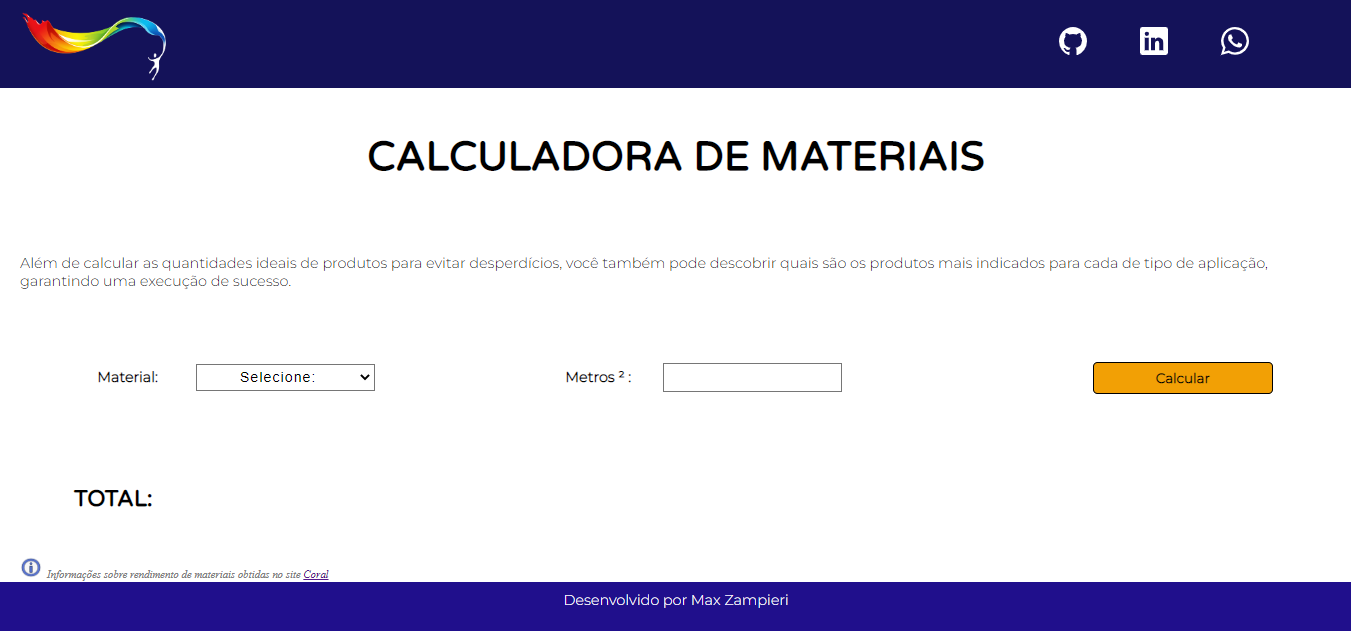 in
CALCULADORA DE MATERIAIS
Além de calcular as quantidades ideais de produtos para evitar desperdícios, você também pode descobrir quais são os produtos mais indicados para cada de tipo de aplicação,
garantindo uma execução de sucesso.
Material: Selecione: Metros ² : Calcular
TOTAL:
Informações sobre rendimento de materiais obtidas no site Coral
Desenvolvido por Max Zampieri